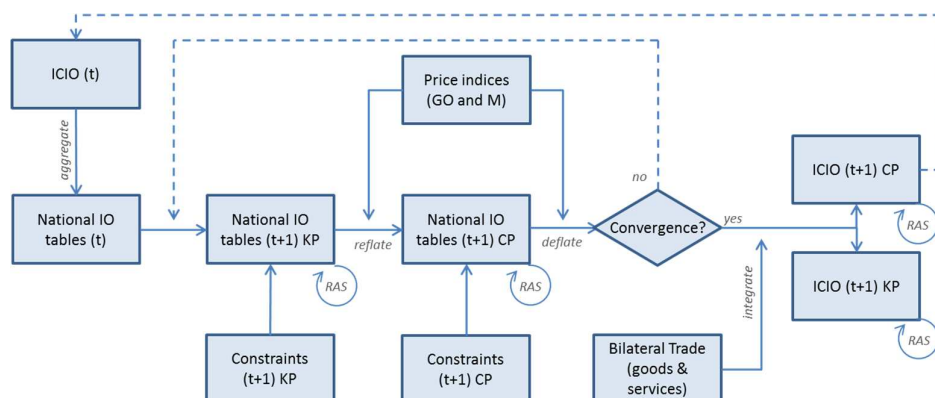 ICIO (t)
Price indices
(GO and M)
aggregate
no
ICIO (t+1) CP
National IO
tables (t)
National IO
tables (t+1) KP
reflate
National IO
tables (t+1) CP
deflate
Convergence?
yes
RAS
RAS
RAS
integrate
ICIO (t+1) KP
RAS
Constraints
(t+1) KP
Constraints
(t+1) CP
Bilateral Trade
(goods &
services)